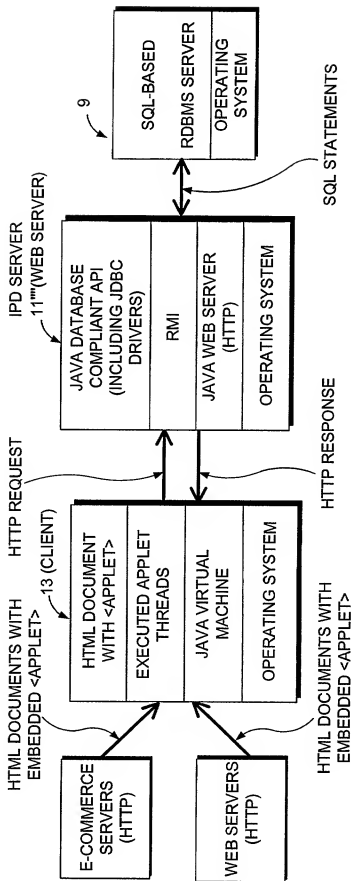 HTML DOCUMENTS WITH
EMBEDDED <APPLET>
E-COMMERCE
SERVERS
(HTTP)
WEB SERVERS
(HTTP)
HTML DOCUMENTS WITH
EMBEDDED <APPLET>
13 (CLIENT)
HTML DOCUMENT
WITH <APPLET>
EXECUTED APPLET
THREADS
JAVA VIRTUAL
MACHINE
OPERATING SYSTEM
HTTP REQUEST
HTTP RESPONSE
IPD SERVER
11""(WEB SERVER)
JAVA DATABASE
COMPLIANT API
(INCLUDING JDBC
DRIVERS)
RMI
JAVA WEB SERVER
(HTTP)
OPERATING SYSTEM
SQL STATEMENTS
9
SQL-BASED
RDBMS SERVER
OPERATING
SYSTEM